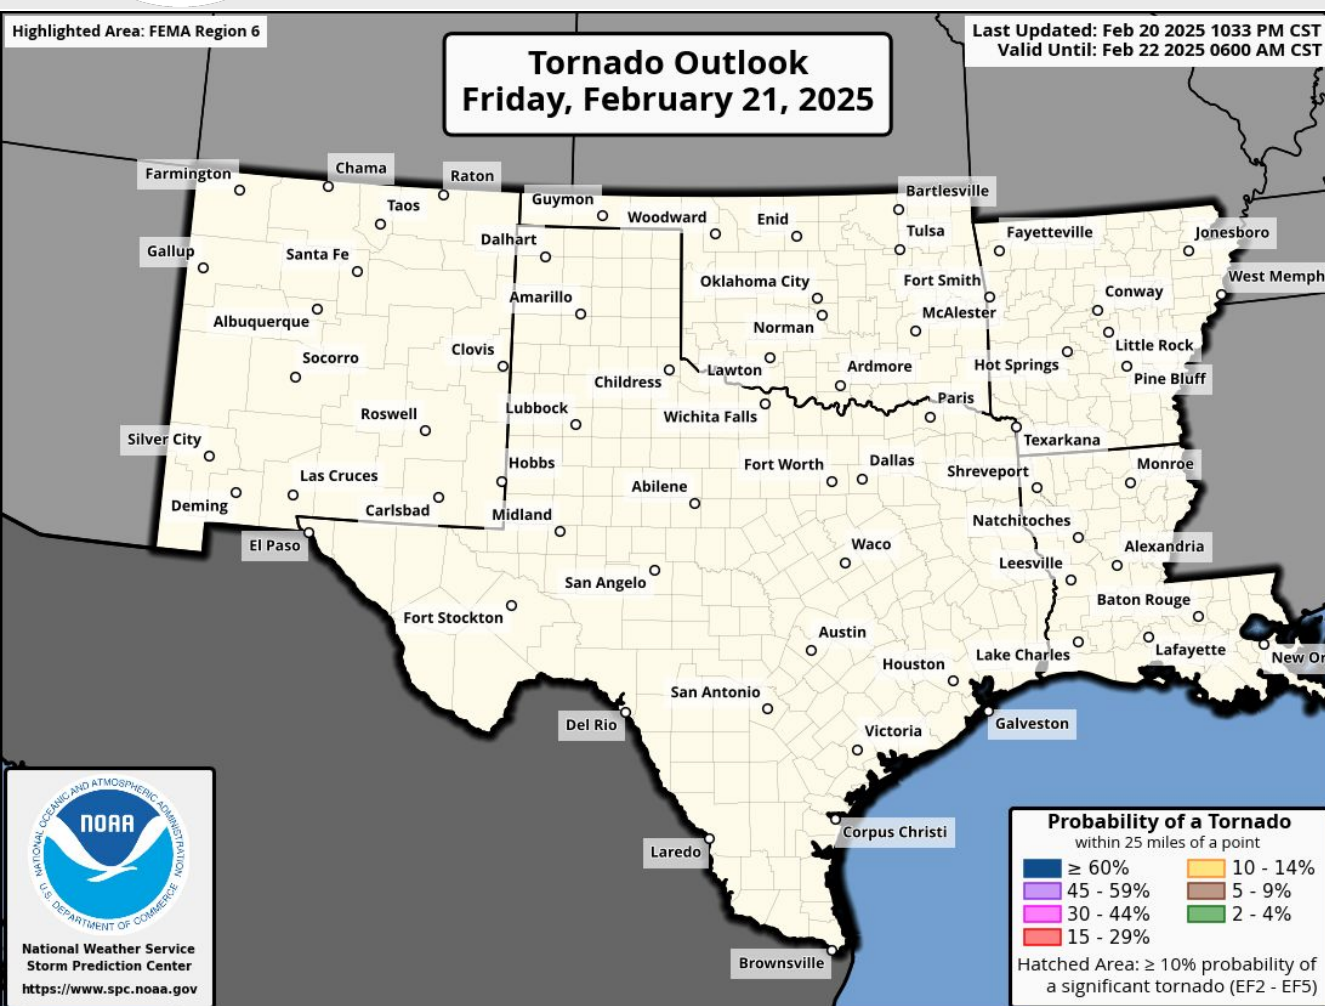 Highlighted Area: FEMA Region 6
Last Updated: Feb 20 2025 1033 PM CST
Valid Until: Feb 22 2025 0600 AM CST
Tornado Outlook
Friday, February 21, 2025
Farmington
Chama
Raton
Taos
Guymon
Woodward
Enid
Bartlesville
Tulsa
Fayetteville
Jonesboro
Gallup
Santa Fe
Dalhart
Oklahoma City
Fort Smith
West Memph
Albuquerque
Amarillo
Norman
McAlester
Conway
Little Rock
Socorro
Clovis
Childress
Lawton
Ardmore
Hot Springs
Pine Bluff
Roswell
Lubbock
Wichita Falls
Paris
Texarkana
Silver City
Las Cruces
Hobbs
Fort Worth
Dallas
Shreveport
Monroe
Deming
Carlsbad
Midland
Abilene
Natchitoches
El Paso
San Angelo
Waco
Leesville
Alexandria
Fort Stockton
Austin
Baton Rouge
Houston
Lake Charles
Lafayette
New Or
San Antonio
Del Rio
Victoria
Galveston
Corpus Christi
Laredo
Brownsville
NATIONAL OCEANIC AND ATMOSPHERIC ADMINISTRATION
NOAA
U.S. DEPARTMENT OF COMMERCE
National Weather Service
Storm Prediction Center
https://www.spc.noaa.gov
Probability of a Tornado
within 25 miles of a point
≥ 60%
45 - 59%
30 - 44%
15 - 29%
10 - 14%
5 - 9%
2 - 4%
Hatched Area: ≥ 10% probability of
a significant tornado (EF2 - EF5)